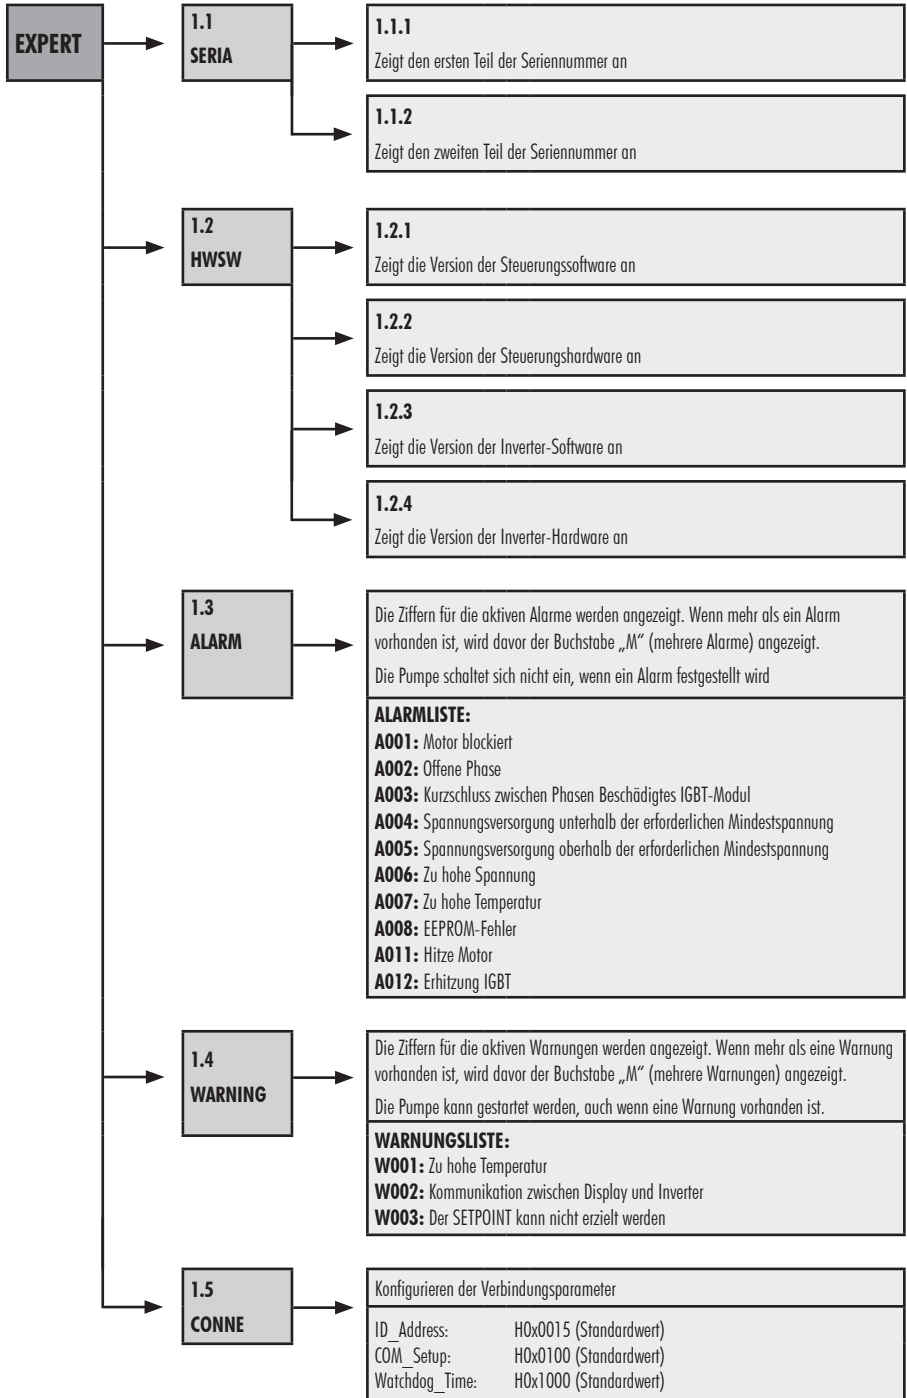 EXPERT
1.1
SERIA
1.1.1
Zeigt den ersten Teil der Seriennummer an
1.1.2
Zeigt den zweiten Teil der Seriennummer an
1.2
HWSW
1.2.1
Zeigt die Version der Steuerungssoftware an
1.2.2
Zeigt die Version der Steuerungshardware an
1.2.3
Zeigt die Version der Inverter-Software an
1.2.4
Zeigt die Version der Inverter-Hardware an
1.3
ALARM
Die Ziffern für die aktiven Alarme werden angezeigt. Wenn mehr als ein Alarm
vorhanden ist, wird davor der Buchstabe „M“ (mehrere Alarme) angezeigt.
Die Pumpe schaltet sich nicht ein, wenn ein Alarm festgestellt wird
ALARMLISTE:
A001: Motor blockiert
A002: Offene Phase
A003: Kurzschluss zwischen Phasen Beschädigtes IGBT-Modul
A004: Spannungsversorgung unterhalb der erforderlichen Mindestspannung
A005: Spannungsversorgung oberhalb der erforderlichen Mindestspannung
A006: Zu hohe Spannung
A007: Zu hohe Temperatur
A008: EEPROM-Fehler
A011: Hitze Motor
A012: Erhitzung IGBT
1.4
WARNING
Die Ziffern für die aktiven Warnungen werden angezeigt. Wenn mehr als eine Warnung
vorhanden ist, wird davor der Buchstabe „M“ (mehrere Warnungen) angezeigt.
Die Pumpe kann gestartet werden, auch wenn eine Warnung vorhanden ist.
WARNUNGSLISTE:
W001: Zu hohe Temperatur
W002: Kommunikation zwischen Display und Inverter
W003: Der SETPOINT kann nicht erzielt werden
1.5
CONNE
Konfigurieren der Verbindungsparameter
ID_Address: H0x0015 (Standardwert)
COM_Setup: H0x0100 (Standardwert)
Watchdog_Time: H0x1000 (Standardwert)